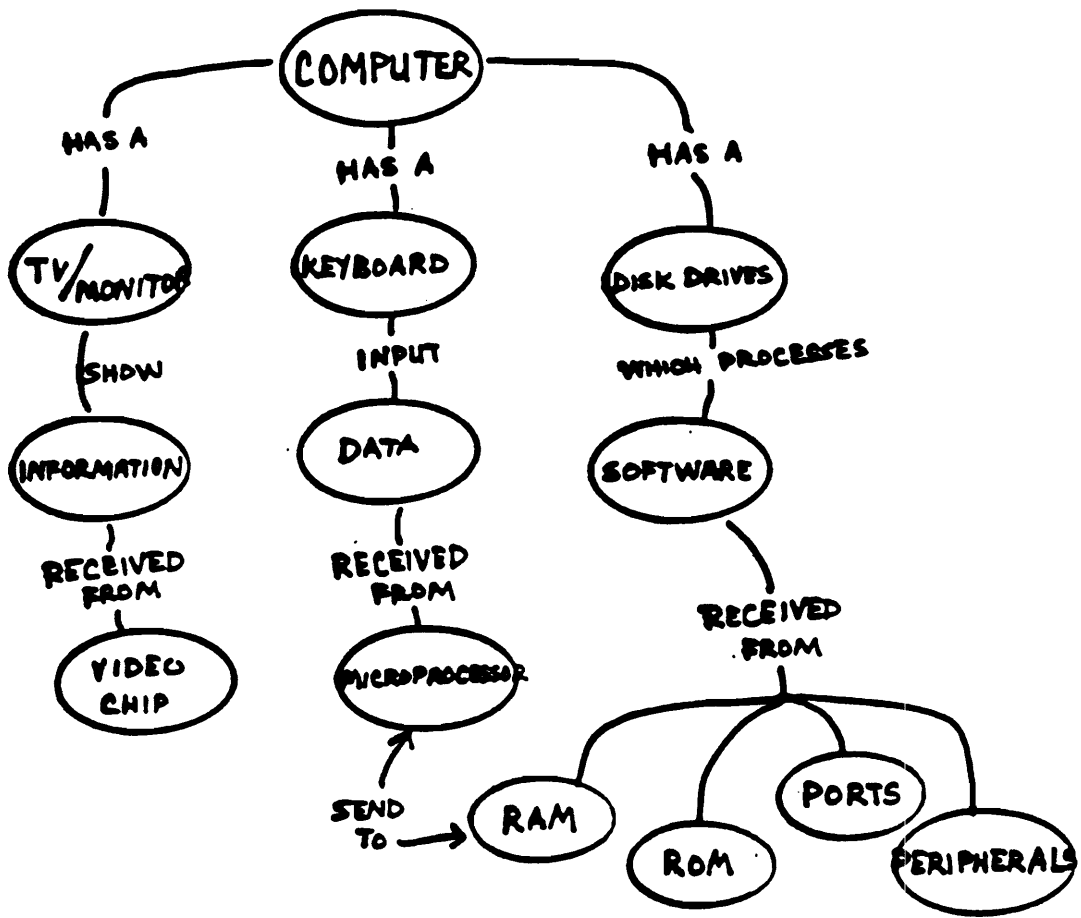 COMPUTER
HAS A
HAS A
HAS A
TV/MONITOR
KEYBOARD
DISK DRIVES
SHOW
INPUT
WHICH PROCESSES
INFORMATION
DATA
SOFTWARE
RECEIVED
FROM
RECEIVED
FROM
RECEIVED
FROM
VIDEO
CHIP
MICROPROCESSOR
SEND
TO
RAM
ROM
PORTS
PERIPHERALS